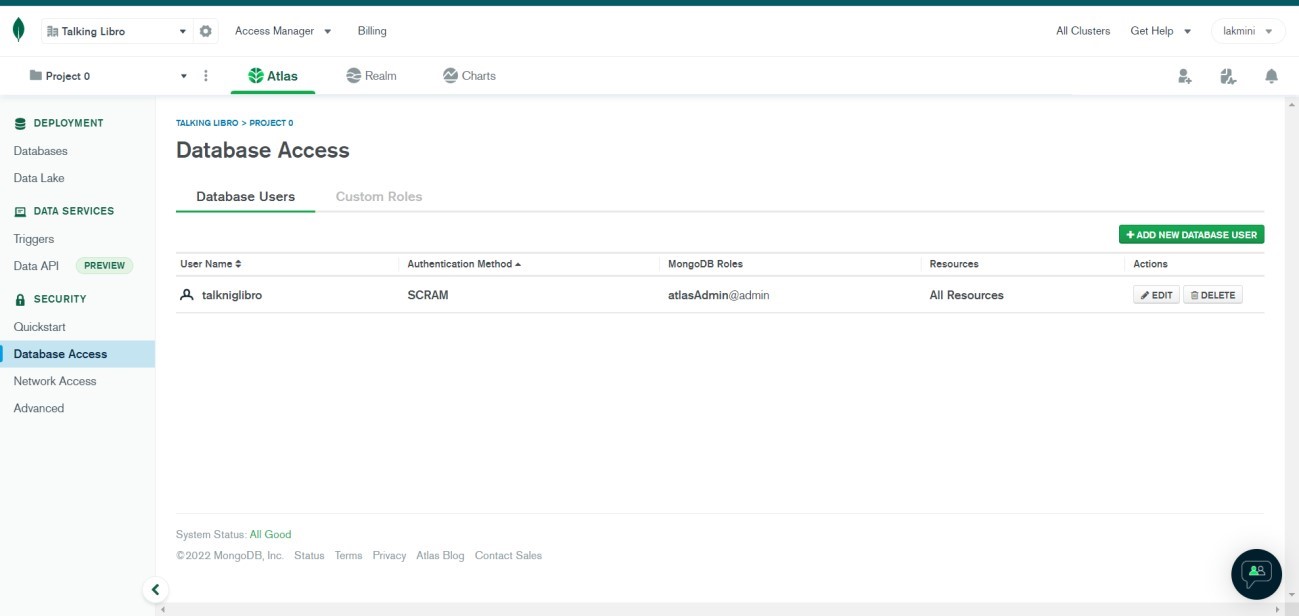 Talking Libro Access Manager Billing All Clusters Get Help lakmini
Project 0 Atlas Realm Charts
DEPLOYMENT
Databases
Data Lake
DATA SERVICES
Triggers
Data API PREVIEW
SECURITY
Quickstart
Database Access
Network Access
Advanced
TALKING LIBRO > PROJECT 0
Database Access
Database Users Custom Roles
+ ADD NEW DATABASE USER
User Name Authentication Method MongoDB Roles Resources Actions
talkniglibro SCRAM atlasAdmin@admin All Resources EDIT DELETE
System Status: All Good
©2022 MongoDB, Inc. Status Terms Privacy Atlas Blog Contact Sales